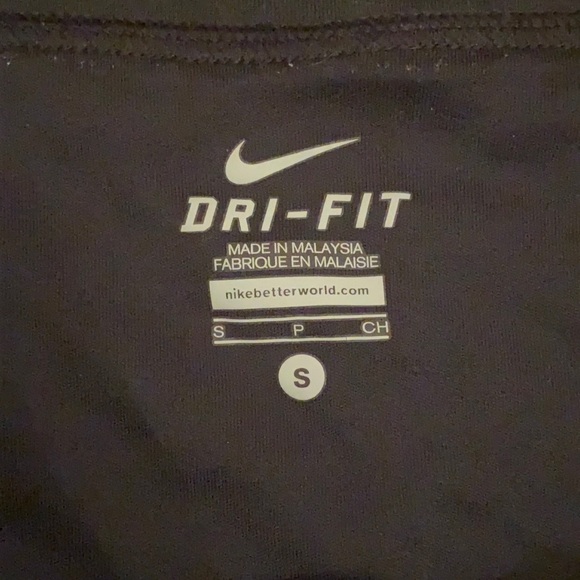 DRI-FIT
MADE IN MALAYSIA
FABRIQUE EN MALAISIE
nikebetterworld.com
S P CH
S